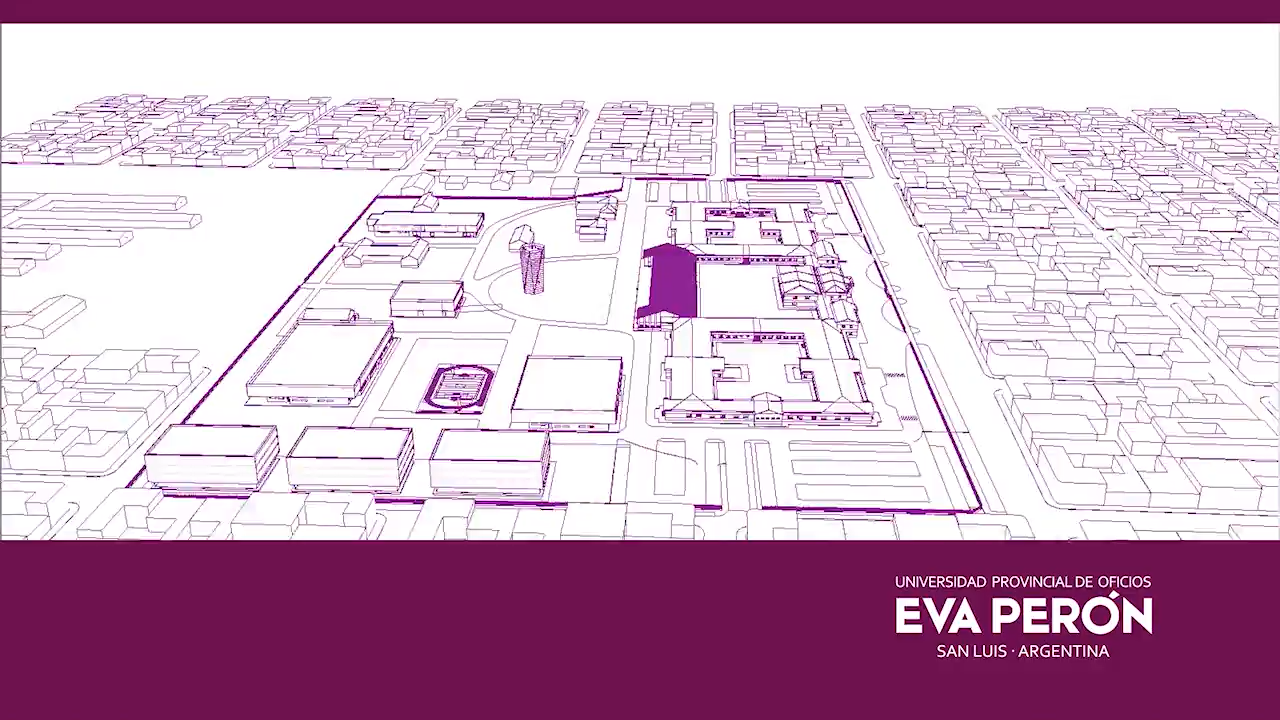 UNIVERSIDAD PROVINCIAL DE OFICIOS
EVA PERÓN
SAN LUIS · ARGENTINA